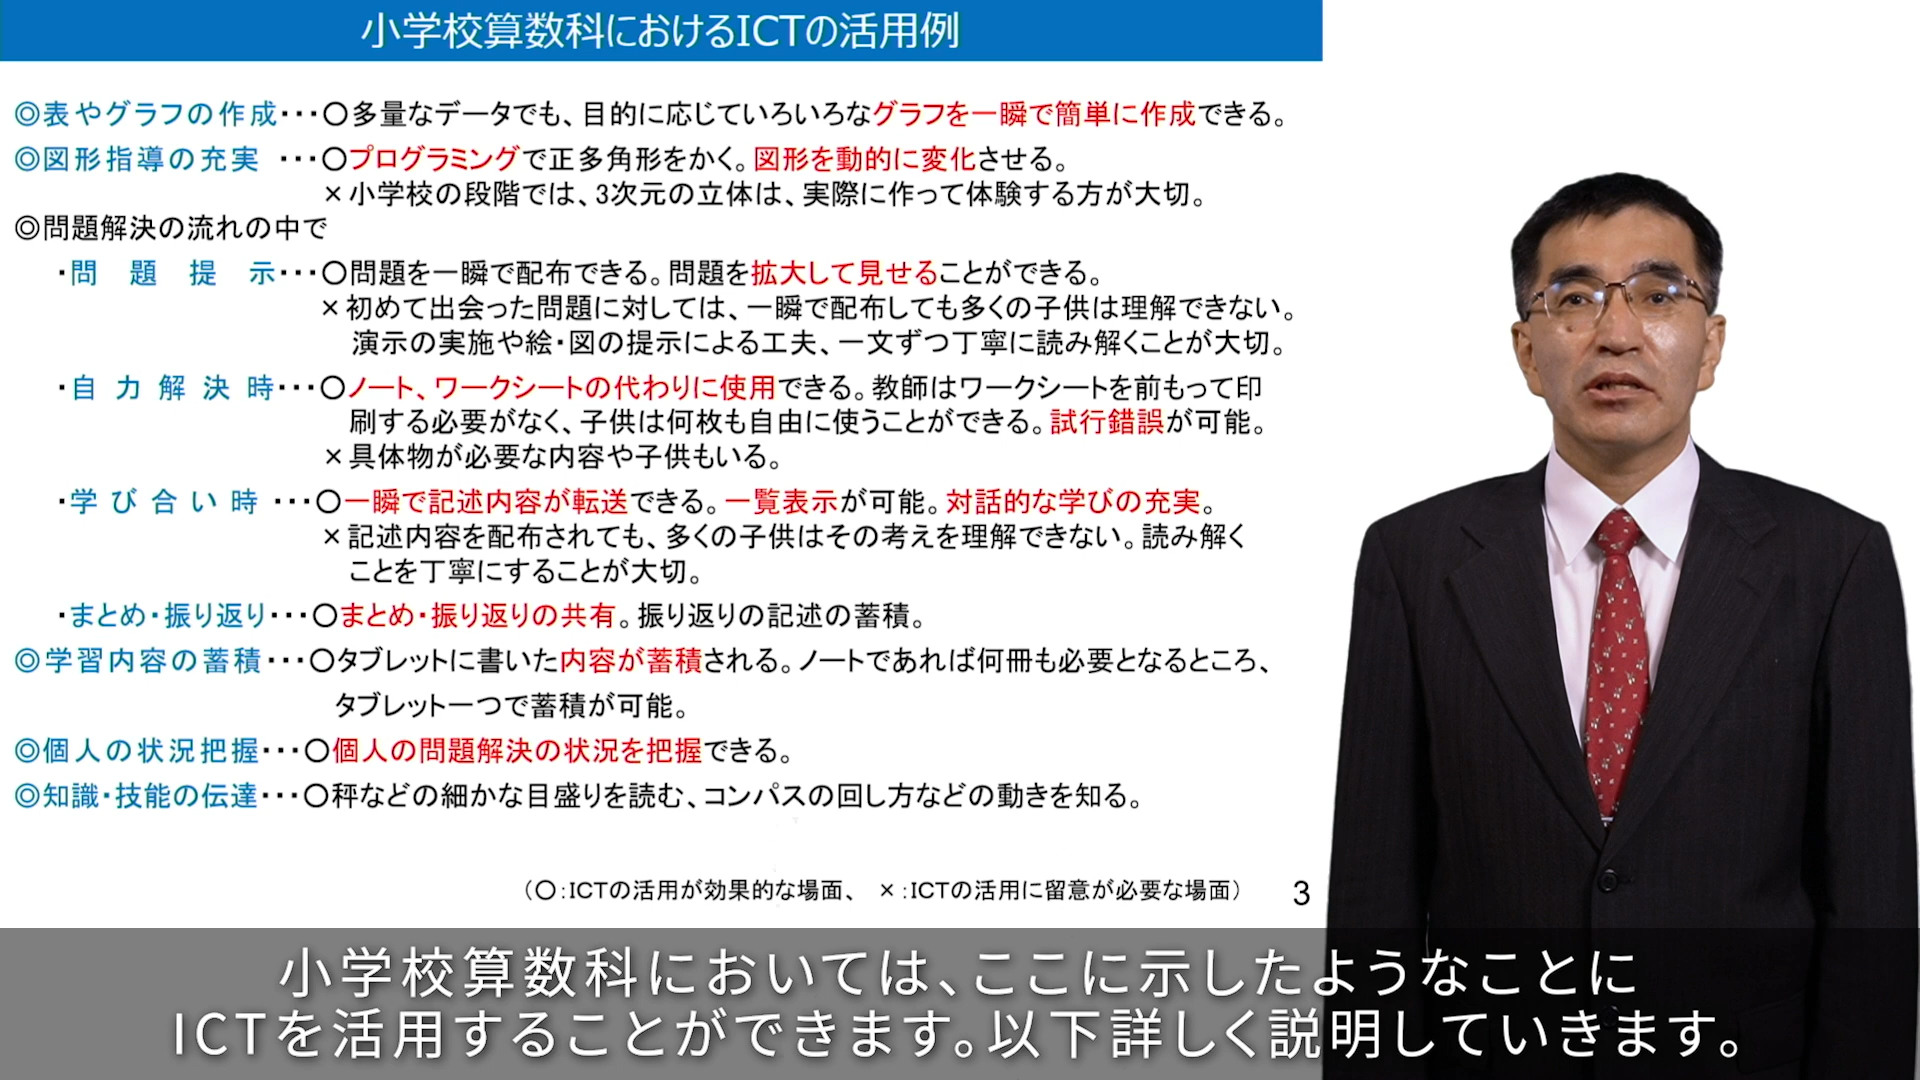 小学校算数科におけるICTの活用例
◎表やグラフの作成･･･〇多量なデータでも、目的に応じていろいろなグラフを一瞬で簡単に作成できる。
◎図形指導の充実 ･･･〇プログラミングで正多角形をかく。図形を動的に変化させる。
×小学校の段階では、3次元の立体は、実際に作って体験する方が大切。
◎問題解決の流れの中で
・問題提示･･･〇問題を一瞬で配布できる。問題を拡大して見せることができる。
×初めて出会った問題に対しては、一瞬で配布しても多くの子供は理解できない。
演示の実施や絵・図の提示による工夫、一文ずつ丁寧に読み解くことが大切。
・自力解決時･･･〇ノート、ワークシートの代わりに使用できる。教師はワークシートを前もって印
刷する必要がなく、子供は何枚も自由に使うことができる。試行錯誤が可能。
×具体物が必要な内容や子供もいる。
・学び合い時 ･･･〇一瞬で記述内容が転送できる。一覧表示が可能。対話的な学びの充実。
×記述内容を配布されても、多くの子供はその考えを理解できない。読み解く
ことを丁寧にすることが大切。
・まとめ・振り返り･･･〇まとめ・振り返りの共有。振り返りの記述の蓄積。
◎学習内容の蓄積･･･〇タブレットに書いた内容が蓄積される。ノートであれば何冊も必要となるところ、
タブレット一つで蓄積が可能。
◎個人の状況把握･･･〇個人の問題解決の状況を把握できる。
◎知識・技能の伝達･･･〇秤などの細かな目盛りを読む、コンパスの回し方などの動きを知る。
（〇：ICTの活用が効果的な場面、 ×：ICTの活用に留意が必要な場面）
3
小学校算数科においては、ここに示したようなことに
ICTを活用することができます。以下詳しく説明していきます。